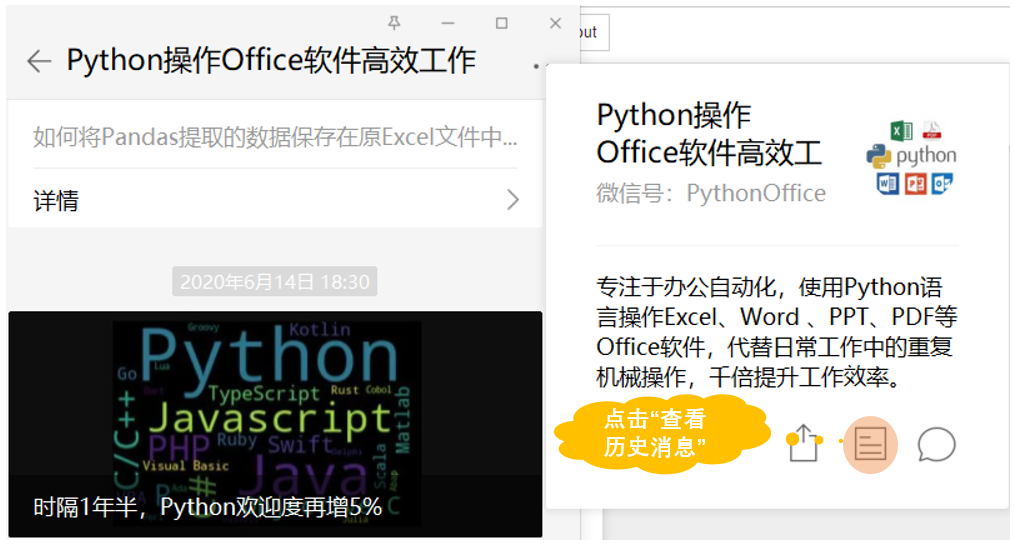 Python操作Office软件高效工作
如何将Pandas提取的数据保存在原Excel文件中...
详情
2020年6月14日 18:30
Groovy
Kotlin
Python
Lua
Go
Dart
TypeScript
Rust
Cobol
Javascript
C/C++
PHP
Ruby
Swift
Delphi
Matlab
Scala
Visual Basic
Java
Ada
C#
Julia
时隔1年半，Python欢迎度再增5%
out
Python操作
Office软件高效工
微信号：PythonOffice
python
专注于办公自动化，使用Python语
言操作Excel、Word 、PPT、PDF等
Office软件，代替日常工作中的重复
机械操作，千倍提升工作效率。
点击“查看
历史消息”